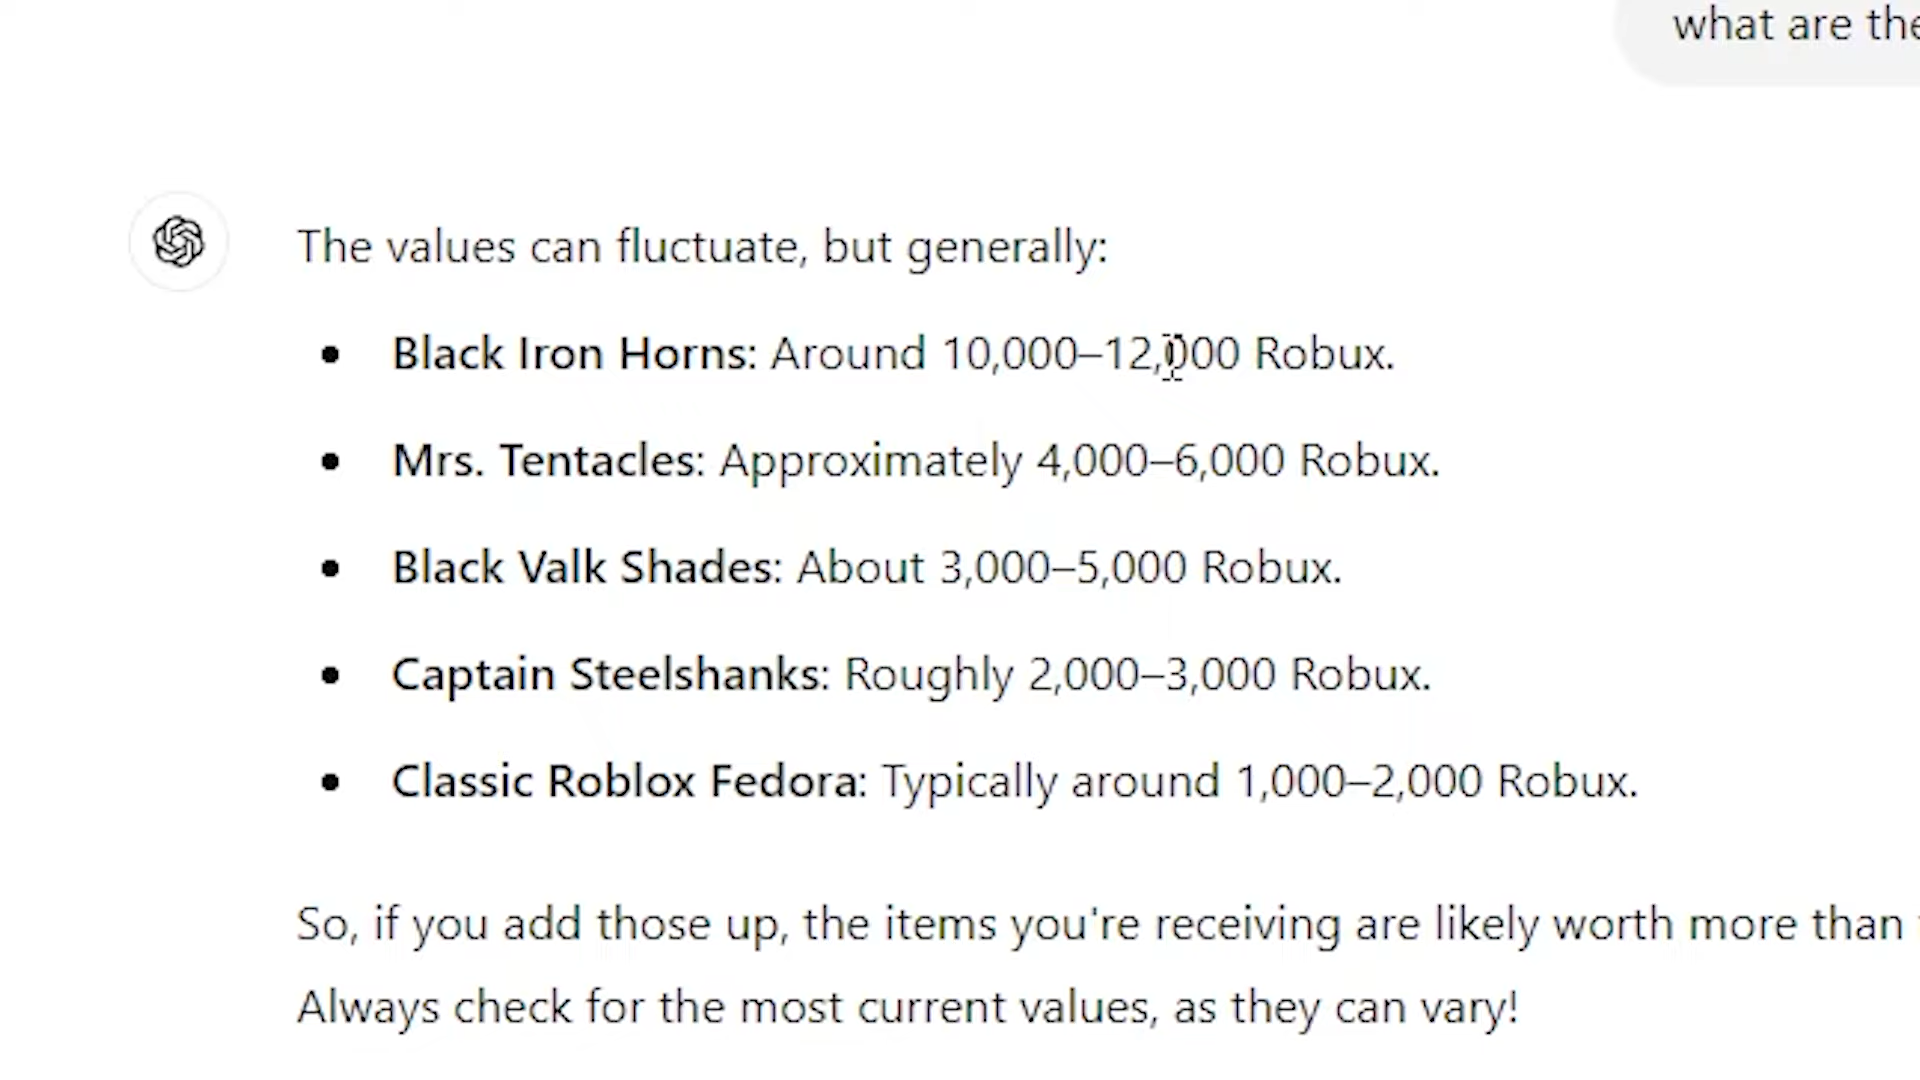 what are the
The values can fluctuate, but generally:
Black Iron Horns: Around 10,000–12,000 Robux.
Mrs. Tentacles: Approximately 4,000–6,000 Robux.
Black Valk Shades: About 3,000–5,000 Robux.
Captain Steelshanks: Roughly 2,000–3,000 Robux.
Classic Roblox Fedora: Typically around 1,000–2,000 Robux.
So, if you add those up, the items you're receiving are likely worth more than
Always check for the most current values, as they can vary!